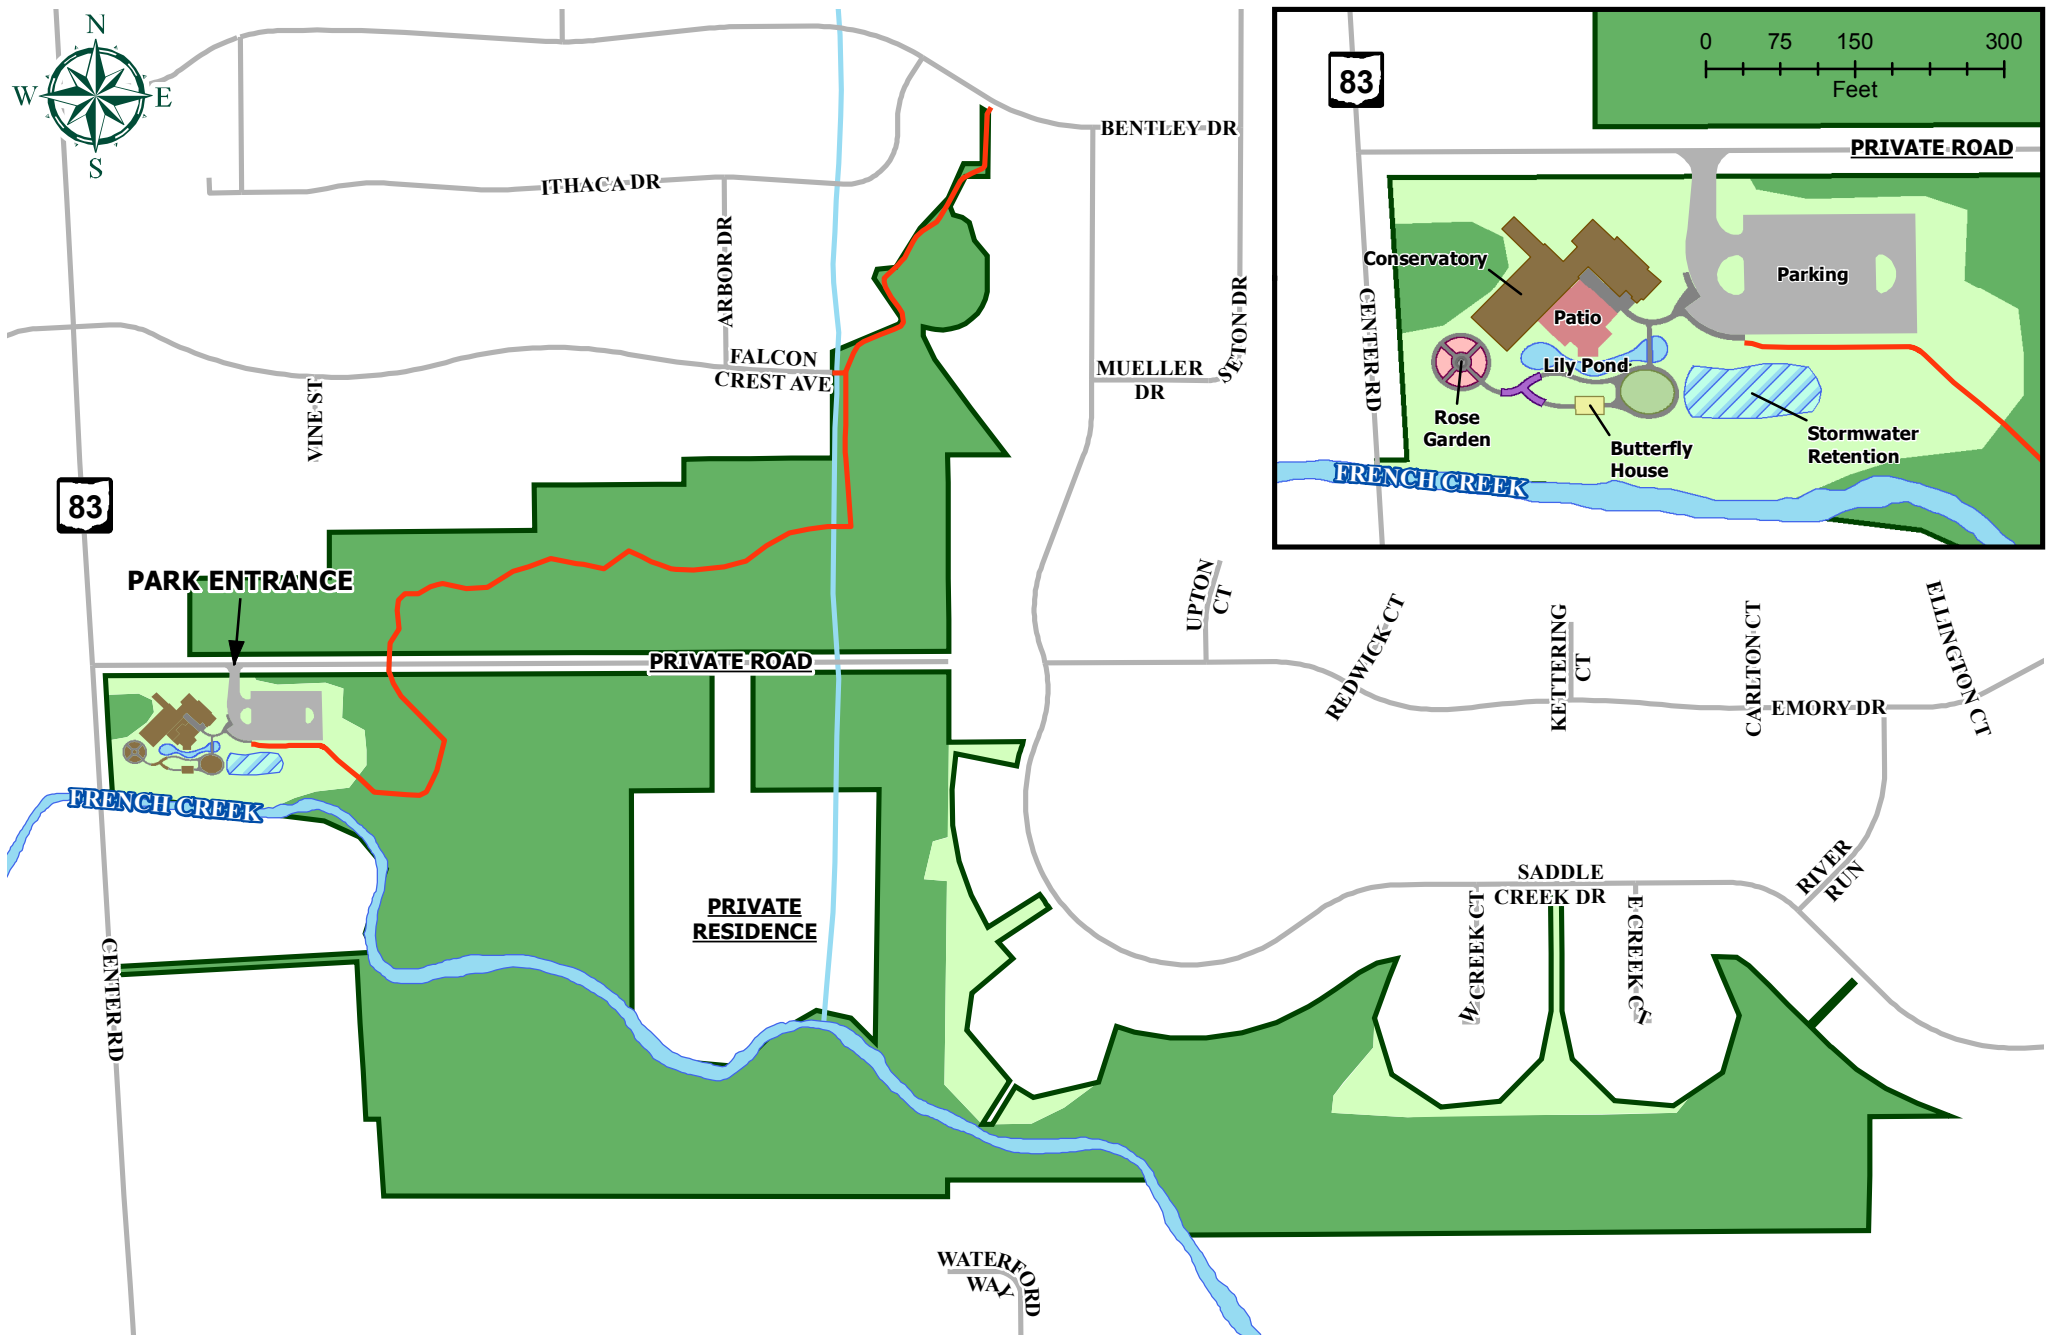 N
W
E
S
BENTLEY DR
ITHACA DR
ARBOR DR
SETON DR
FALCON
CREST AVE
MUELLER
DR
VINE ST
83
PARK ENTRANCE
PRIVATE ROAD
FRENCH CREEK
PRIVATE
RESIDENCE
CENTER RD
UPTON
CT
REDWICK CT
KETTERING
CT
CARLTON CT
ELLINGTON CT
EMORY DR
RIVER
RUN
SADDLE
CREEK DR
W CREEK CT
E CREEK CT
WATERFORD
WAY
83
0 75 150 300
Feet
PRIVATE ROAD
CENTER RD
Conservatory
Parking
Patio
Lily Pond
Rose
Garden
Butterfly
House
Stormwater
Retention
FRENCH CREEK